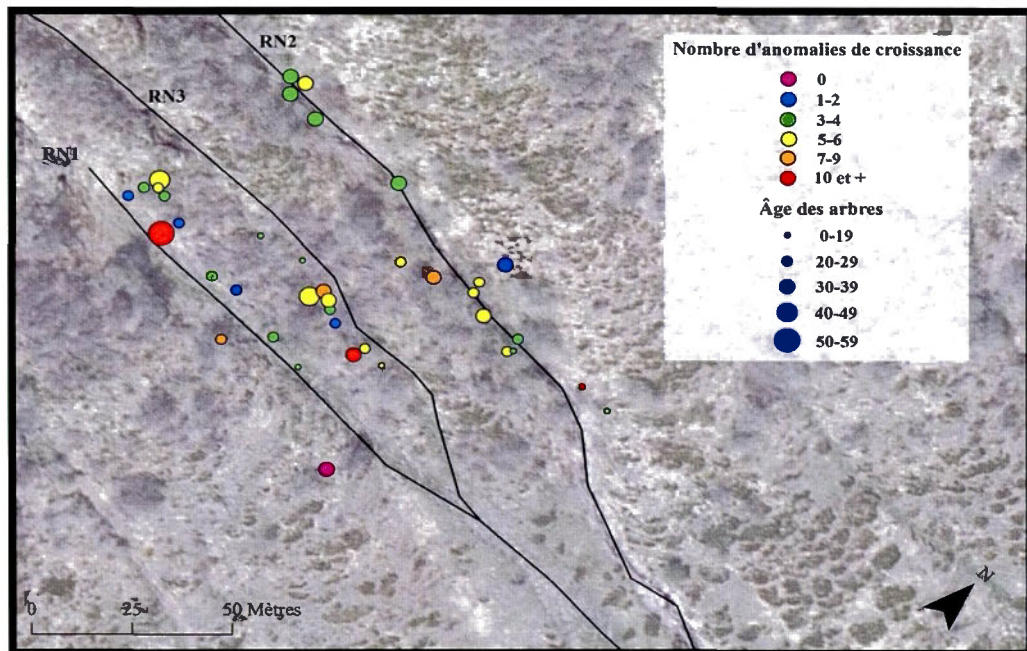 RN2
RN3
RN1
Nombre d'anomalies de croissance
0
1-2
3-4
5-6
7-9
10 et +
Âge des arbres
0-19
20-29
30-39
40-49
50-59
0 25 50 Mètres
N